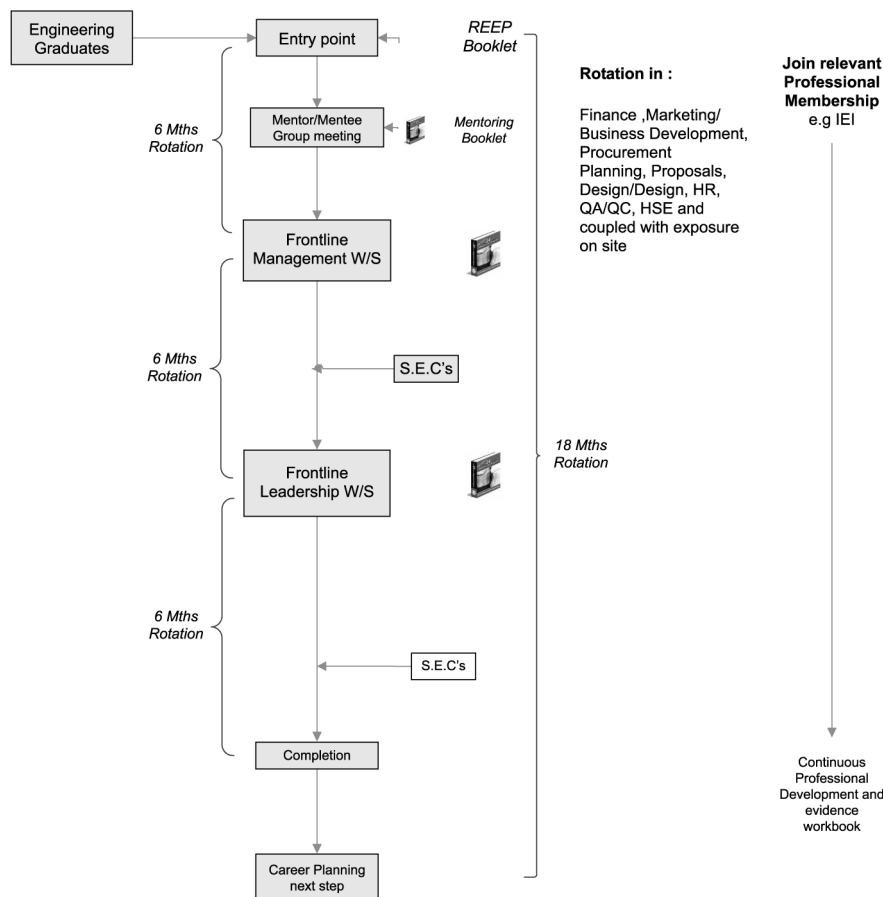 Engineering
Graduates
Entry point
REEP
Booklet
6 Mths
Rotation
Mentor/Mentee
Group meeting
Mentoring
Booklet
Frontline
Management W/S
6 Mths
Rotation
S.E.C's
Frontline
Leadership W/S
18 Mths
Rotation
6 Mths
Rotation
S.E.C's
Completion
Career Planning
next step
Rotation in :
Finance ,Marketing/
Business Development,
Procurement
Planning, Proposals,
Design/Design, HR,
QA/QC, HSE and
coupled with exposure
on site
Join relevant
Professional
Membership
e.g IEI
Continuous
Professional
Development and
evidence
workbook